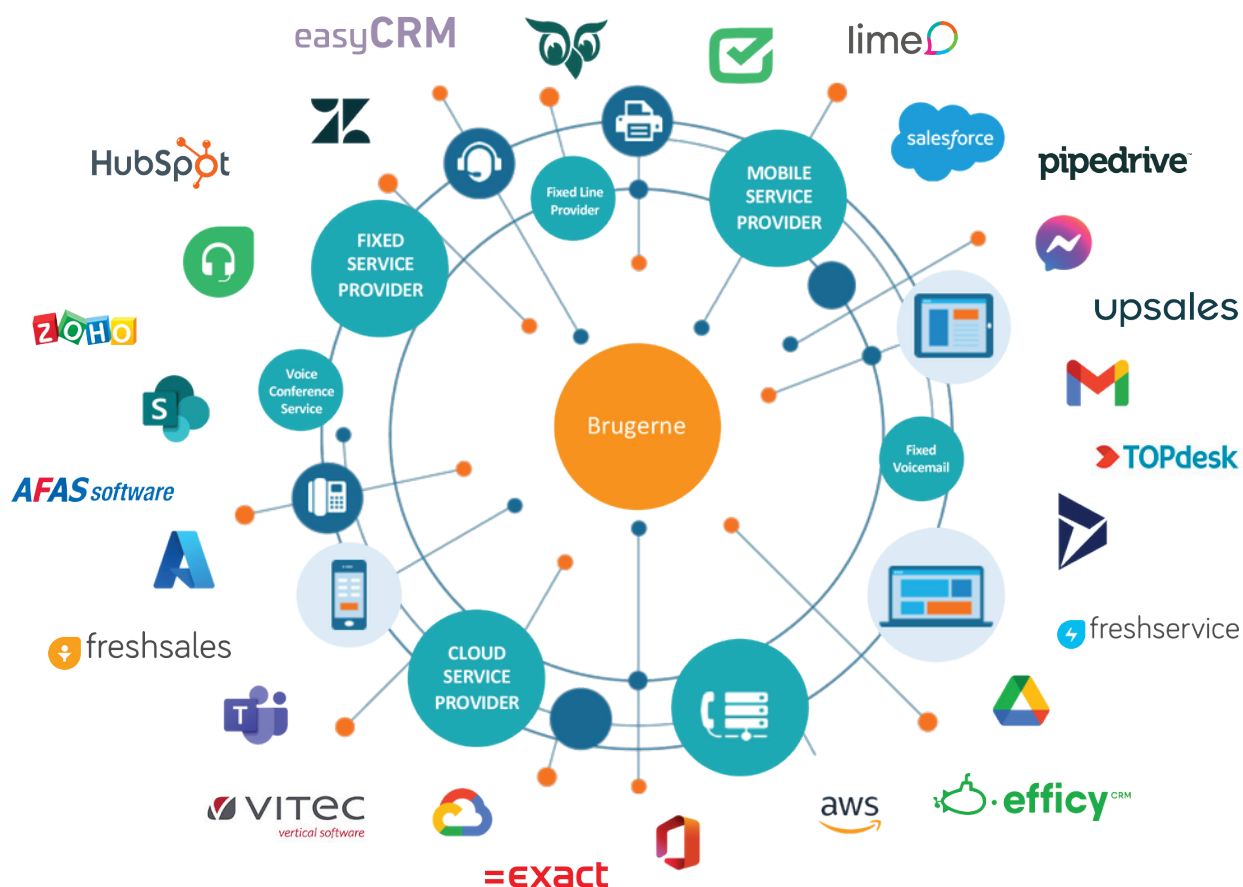 easyCRM
lime
HubSpot
salesforce
pipedrive™
MOBILE
SERVICE
PROVIDER
Fixed Line
Provider
FIXED
SERVICE
PROVIDER
upsales
ZOHO
Voice
Conference
Service
S
Brugerne
Fixed
Voicemail
TOPdesk
AFAS software
freshsales
freshservice
CLOUD
SERVICE
PROVIDER
T
VITEC
vertical software
aws
efficy CRM
=exact